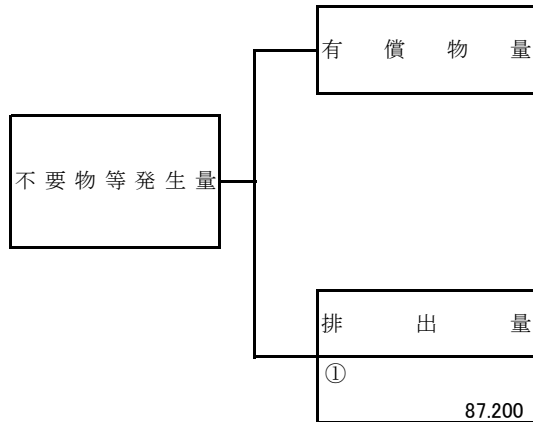 有償物量
不要物等発生量
排出量
①
87.200